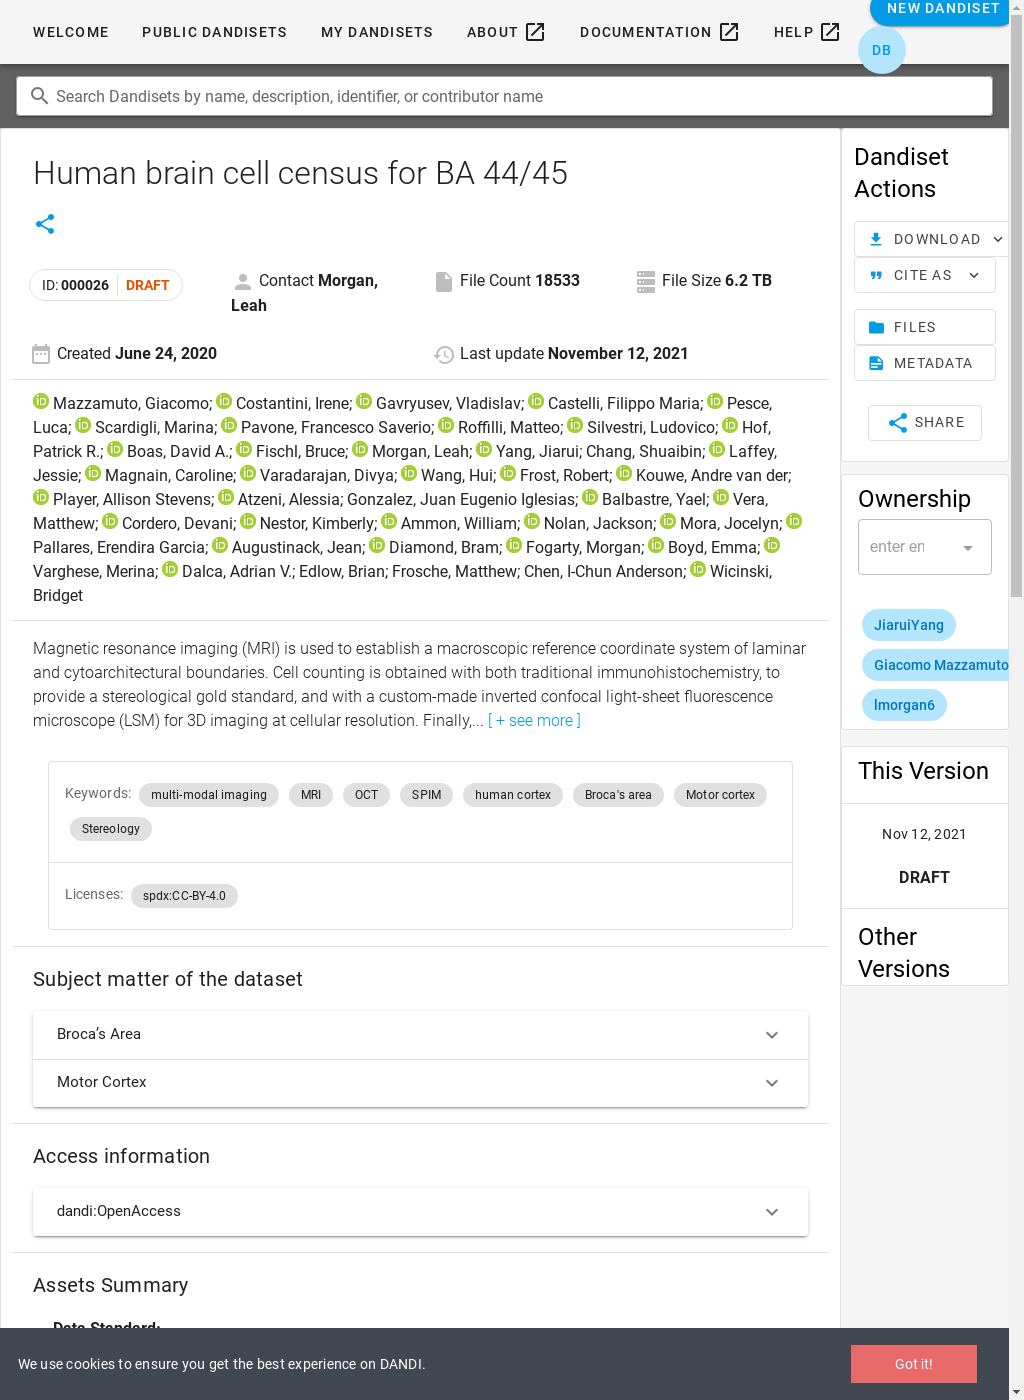 WELCOME PUBLIC DANDISETS MY DANDISETS ABOUT DOCUMENTATION HELP
NEW DANDISET
DB
Search Dandisets by name, description, identifier, or contributor name
Human brain cell census for BA 44/45
ID: 000026 DRAFT
Contact Morgan, Leah
File Count 18533
File Size 6.2 TB
Created June 24, 2020
Last update November 12, 2021
Mazzamuto, Giacomo; Costantini, Irene; Gavryusev, Vladislav; Castelli, Filippo Maria; Pesce,
Luca; Scardigli, Marina; Pavone, Francesco Saverio; Roffilli, Matteo; Silvestri, Ludovico; Hof,
Patrick R.; Boas, David A.; Fischl, Bruce; Morgan, Leah; Yang, Jiarui; Chang, Shuaibin; Laffey,
Jessie; Magnain, Caroline; Varadarajan, Divya; Wang, Hui; Frost, Robert; Kouwe, Andre van der;
Player, Allison Stevens; Atzeni, Alessia; Gonzalez, Juan Eugenio Iglesias; Balbastre, Yael; Vera,
Matthew; Cordero, Devani; Nestor, Kimberly; Ammon, William; Nolan, Jackson; Mora, Jocelyn;
Pallares, Erendira Garcia; Augustinack, Jean; Diamond, Bram; Fogarty, Morgan; Boyd, Emma;
Varghese, Merina; Dalca, Adrian V.; Edlow, Brian; Frosche, Matthew; Chen, I-Chun Anderson; Wicinski,
Bridget
Magnetic resonance imaging (MRI) is used to establish a macroscopic reference coordinate system of laminar
and cytoarchitectural boundaries. Cell counting is obtained with both traditional immunohistochemistry, to
provide a stereological gold standard, and with a custom-made inverted confocal light-sheet fluorescence
microscope (LSM) for 3D imaging at cellular resolution. Finally,... [ + see more ]
Keywords: multi-modal imaging MRI OCT SPIM human cortex Broca's area Motor cortex
Stereology
Licenses: spdx:CC-BY-4.0
Subject matter of the dataset
Broca’s Area
Motor Cortex
Access information
dandi:OpenAccess
Assets Summary
Data Standard:
Dandiset
Actions
DOWNLOAD
CITE AS
FILES
METADATA
SHARE
Ownership
enter en
JiaruiYang
Giacomo Mazzamuto
lmorgan6
This Version
Nov 12, 2021
DRAFT
Other
Versions
We use cookies to ensure you get the best experience on DANDI.
Got it!